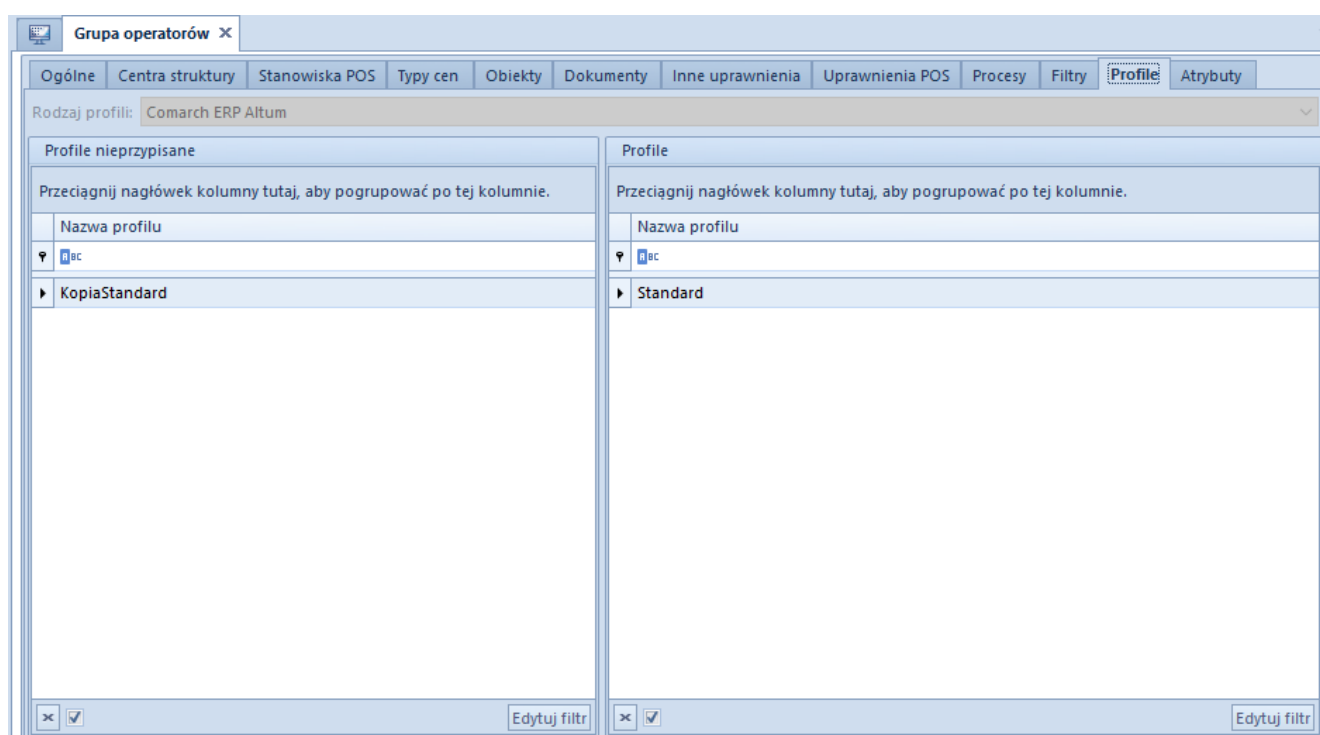 Grupa operatorów
Ogólne Centra struktury Stanowiska POS Typy cen Obiekty Dokumenty Inne uprawnienia Uprawnienia POS Procesy Filtry Profile Atrybuty
Rodzaj profili: Comarch ERP Altum
Profile nieprzypisane
Przeciągnij nagłówek kolumny tutaj, aby pogrupować po tej kolumnie.
Nazwa profilu
ABC
KopiaStandard
Edytuj filtr
Profile
Przeciągnij nagłówek kolumny tutaj, aby pogrupować po tej kolumnie.
Nazwa profilu
ABC
Standard
Edytuj filtr